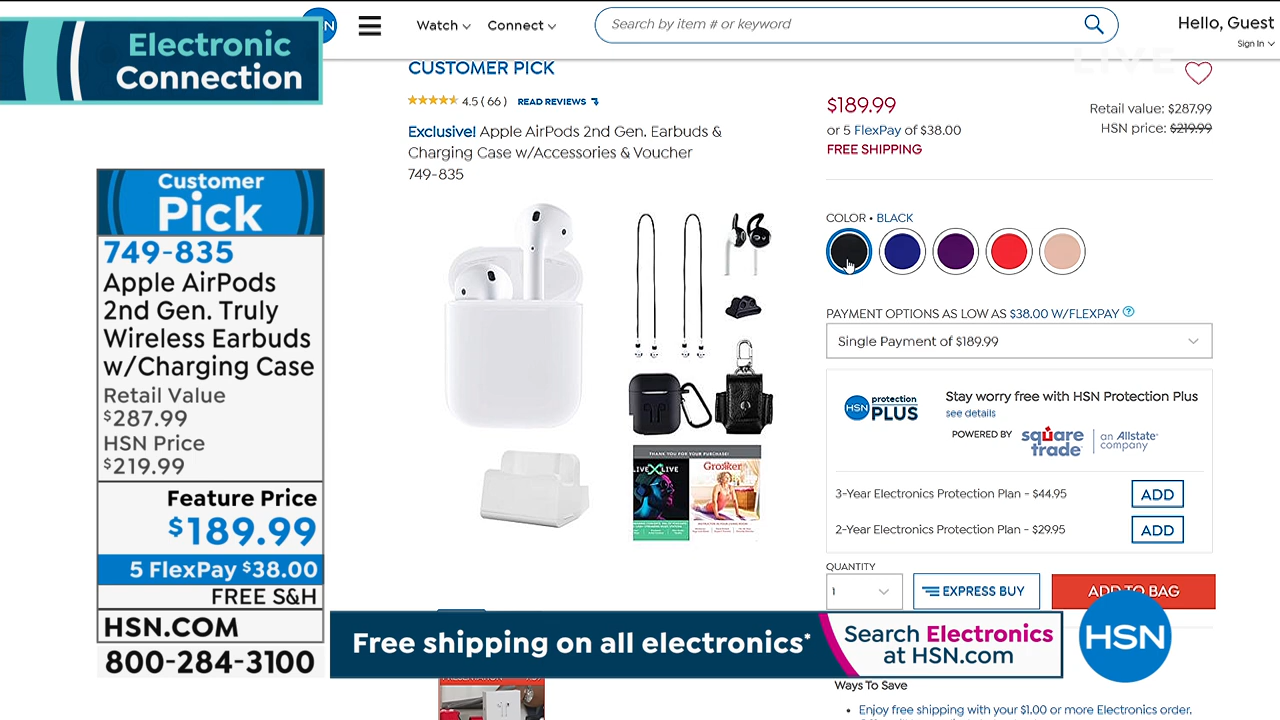 Electronic
Connection
Watch
Connect
Search by item # or keyword
Hello, Guest
Sign In
LIVE
CUSTOMER PICK
4.5 ( 66 ) READ REVIEWS
Exclusive! Apple AirPods 2nd Gen. Earbuds &
Charging Case w/Accessories & Voucher
749-835
$189.99
or 5 FlexPay of $38.00
FREE SHIPPING
Retail value: $287.99
HSN price: $219.99
Customer
Pick
749-835
Apple AirPods
2nd Gen. Truly
Wireless Earbuds
w/Charging Case
Retail Value
$287.99
HSN Price
$219.99
Feature Price
$189.99
5 FlexPay $38.00
FREE S&H
HSN.COM
800-284-3100
THANK YOU FOR YOUR PURCHASE!
LIVEXLIVE
Grokker
COLOR • BLACK
PAYMENT OPTIONS AS LOW AS $38.00 W/FLEXPAY ?
Single Payment of $189.99
HSN protection PLUS
Stay worry free with HSN Protection Plus
see details
POWERED BY square trade an Allstate company
3-Year Electronics Protection Plan - $44.95 ADD
2-Year Electronics Protection Plan - $29.95 ADD
QUANTITY
1
EXPRESS BUY
ADD TO BAG
Free shipping on all electronics*
Search Electronics
at HSN.com
HSN
Ways To Save
• Enjoy free shipping with your $1.00 or more Electronics order,